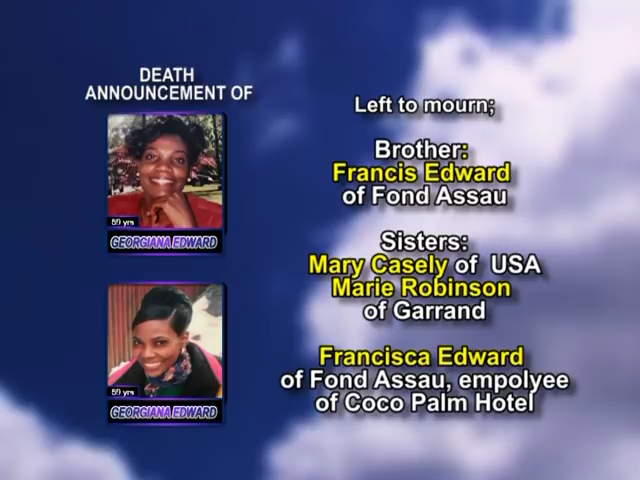 DEATH
ANNOUNCEMENT OF
59 yrs
GEORGIANA EDWARD
59 yrs
GEORGIANA EDWARD
Left to mourn;
Brother:
Francis Edward
of Fond Assau
Sisters:
Mary Casely of USA
Marie Robinson
of Garrand
Francisca Edward
of Fond Assau, empolyee
of Coco Palm Hotel